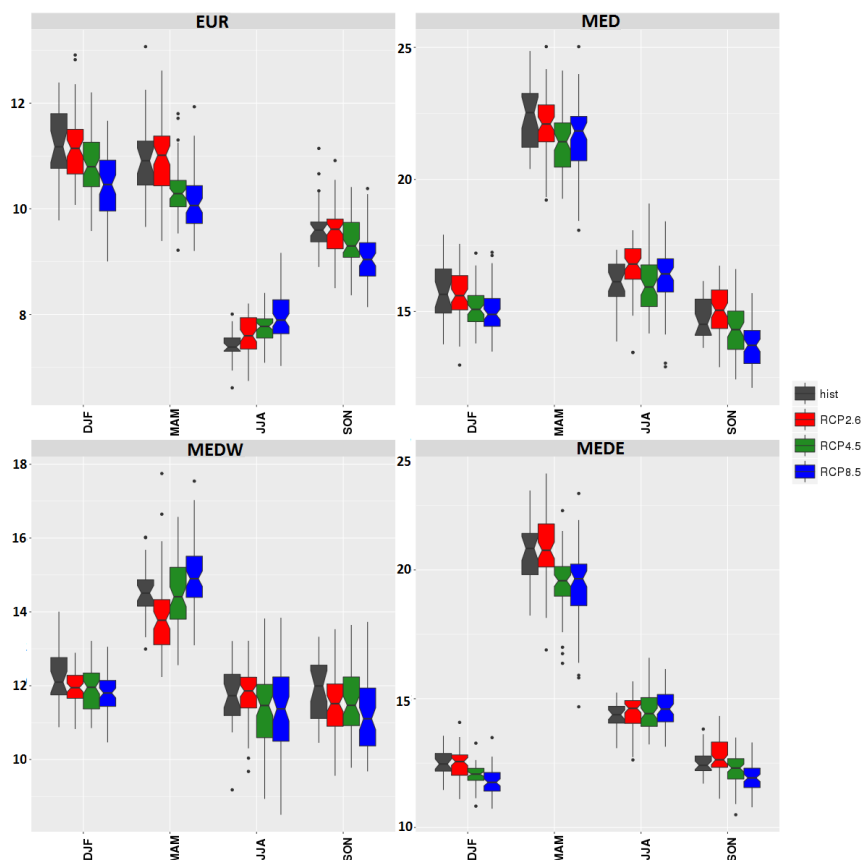 EUR
MED
12
10
8
25
20
15
DJF
MAM
JJA
SON
DJF
MAM
JJA
SON
hist
RCP2.6
RCP4.5
RCP8.5
MEDW
MEDE
18
16
14
12
10
25
20
15
10
DJF
MAM
JJA
SON
DJF
MAM
JJA
SON